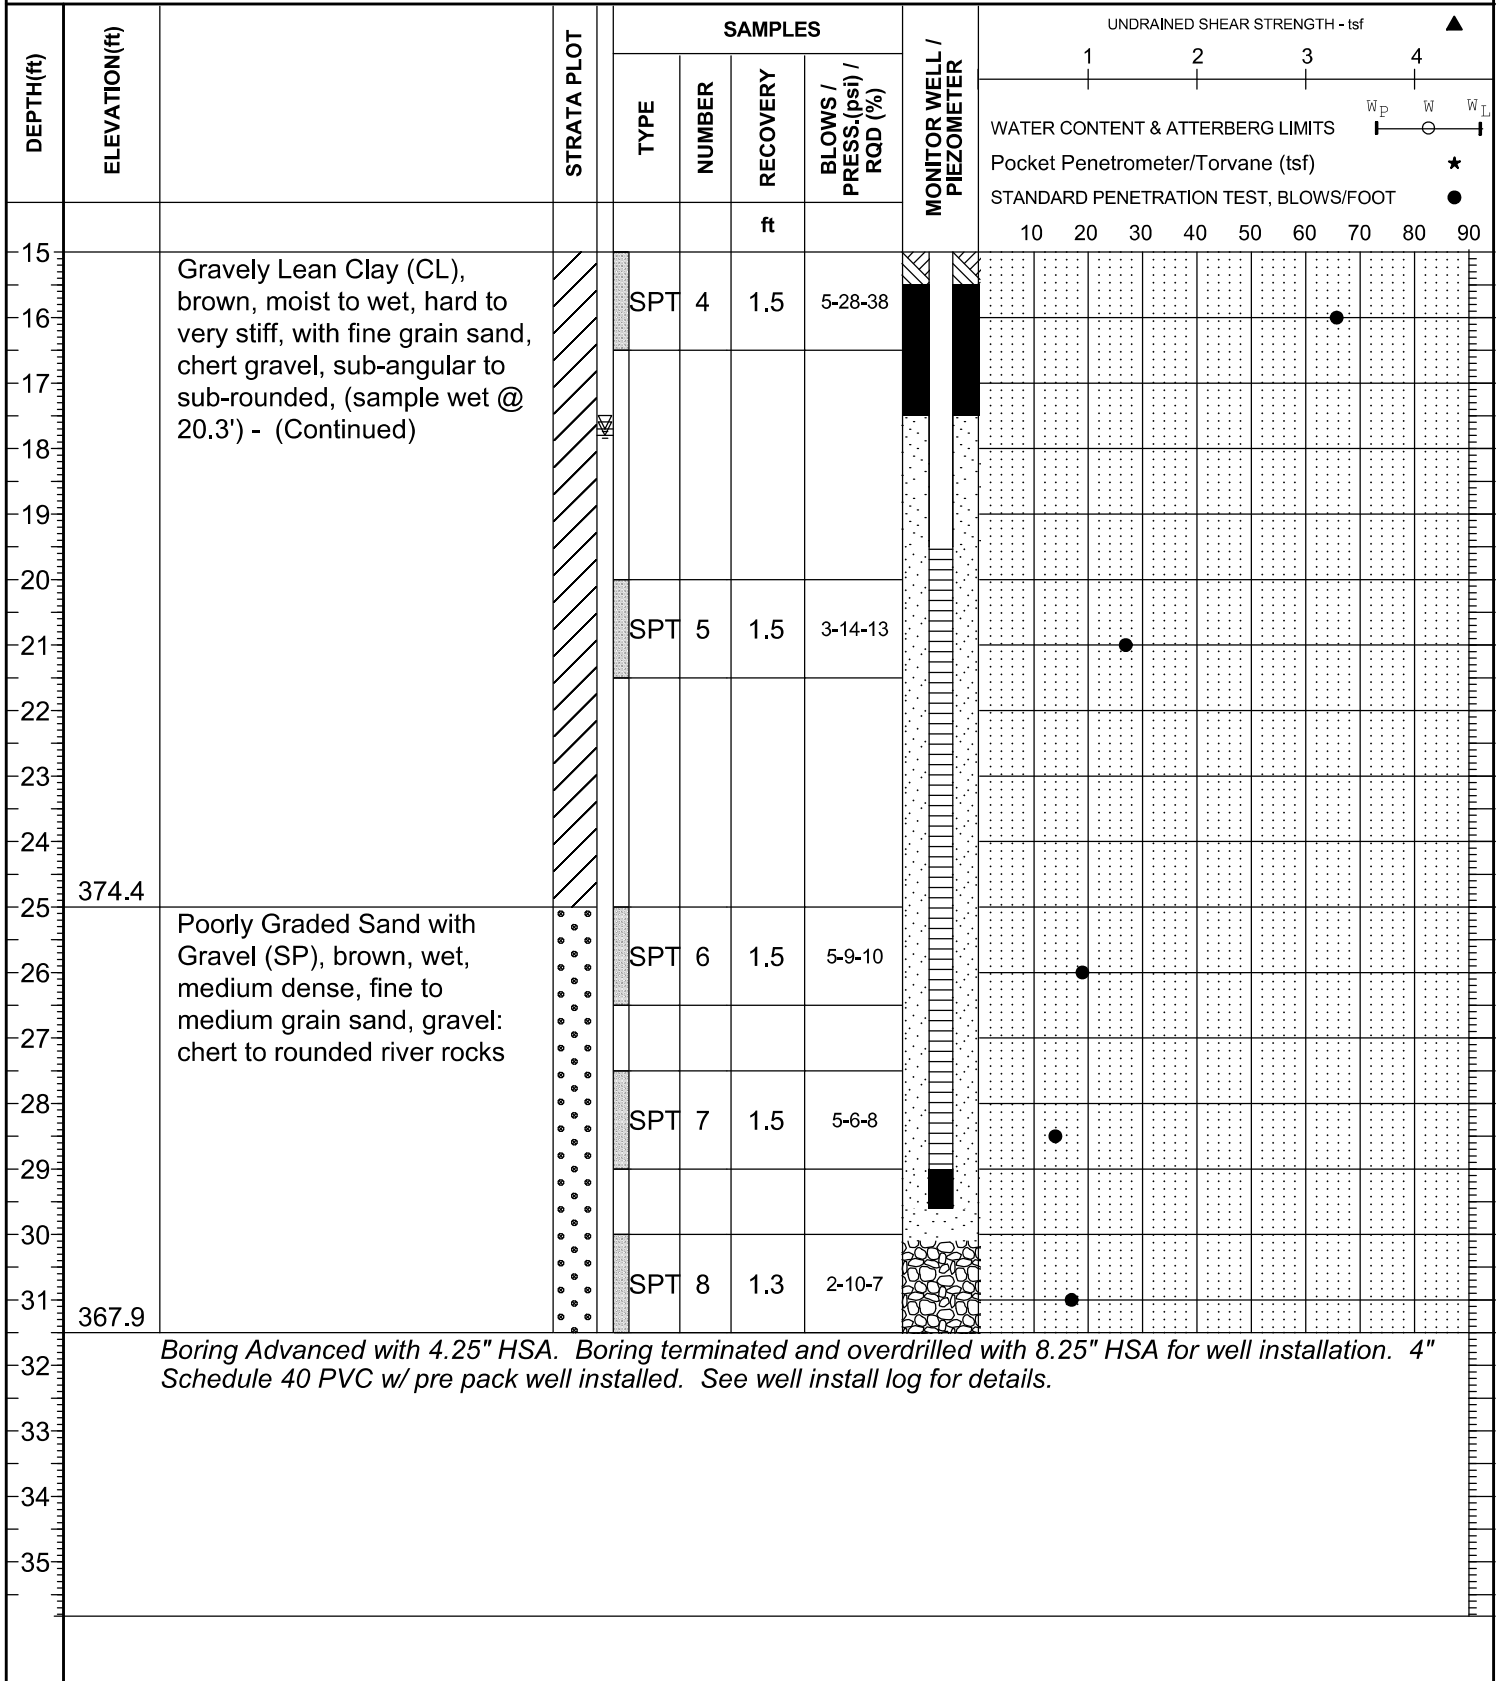 DEPTH(ft)
ELEVATION(ft)
STRATA PLOT
SAMPLES
TYPE
NUMBER
RECOVERY
BLOWS /
PRESS.(psi) /
RQD (%)
ft
MONITOR WELL /
PIEZOMETER
UNDRAINED SHEAR STRENGTH - tsf
1 2 3 4
WATER CONTENT & ATTERBERG LIMITS
WP W WL
Pocket Penetrometer/Torvane (tsf) ★
STANDARD PENETRATION TEST, BLOWS/FOOT
10 20 30 40 50 60 70 80 90
15
Gravely Lean Clay (CL),
brown, moist to wet, hard to
very stiff, with fine grain sand,
chert gravel, sub-angular to
sub-rounded, (sample wet @
20.3') - (Continued)
SPT 4 1.5 5-28-38
16
17
18
19
20
SPT 5 1.5 3-14-13
21
22
23
24
374.4
25
Poorly Graded Sand with
Gravel (SP), brown, wet,
medium dense, fine to
medium grain sand, gravel:
chert to rounded river rocks
SPT 6 1.5 5-9-10
26
27
28
SPT 7 1.5 5-6-8
29
30
SPT 8 1.3 2-10-7
31
367.9
Boring Advanced with 4.25" HSA. Boring terminated and overdrilled with 8.25" HSA for well installation. 4"
Schedule 40 PVC w/ pre pack well installed. See well install log for details.
32
33
34
35